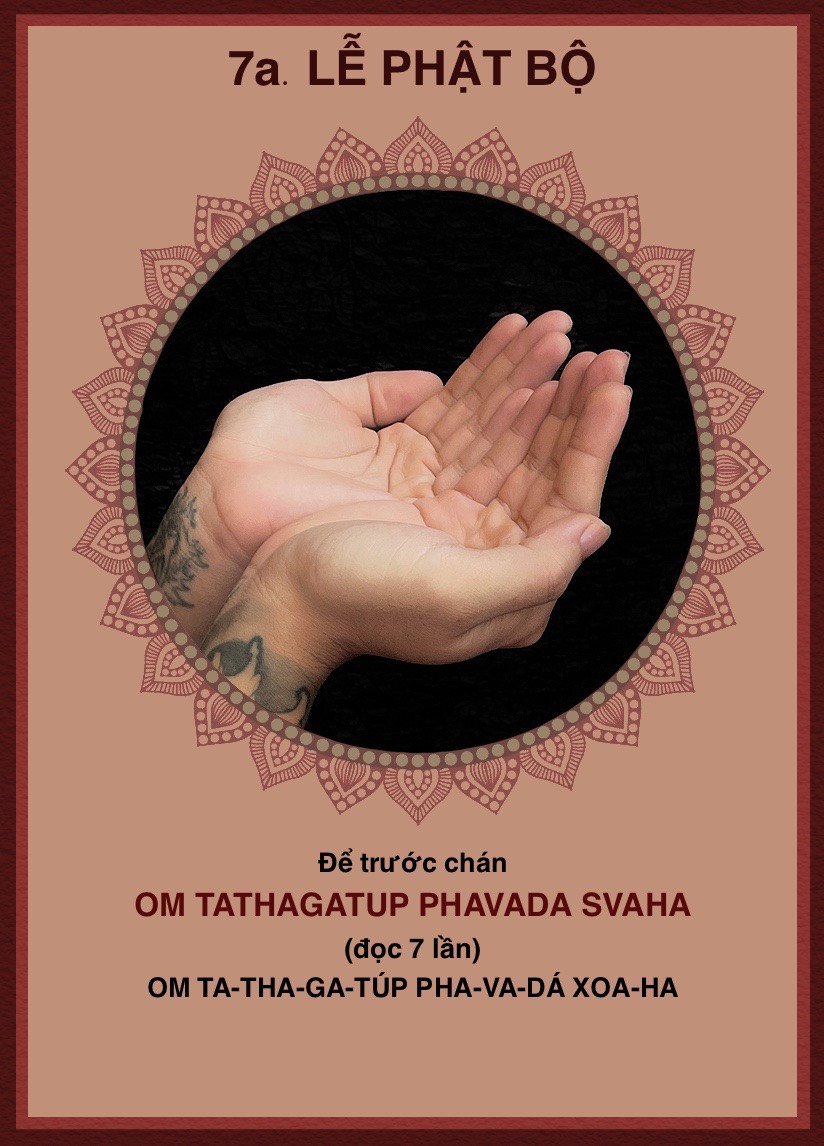 7a. LỄ PHẬT BỘ
Để trước chán
OM TATHAGATUP PHAVADA SVAHA
(đọc 7 lần)
OM TA-THA-GA-TÚP PHA-VA-DÁ XOA-HA